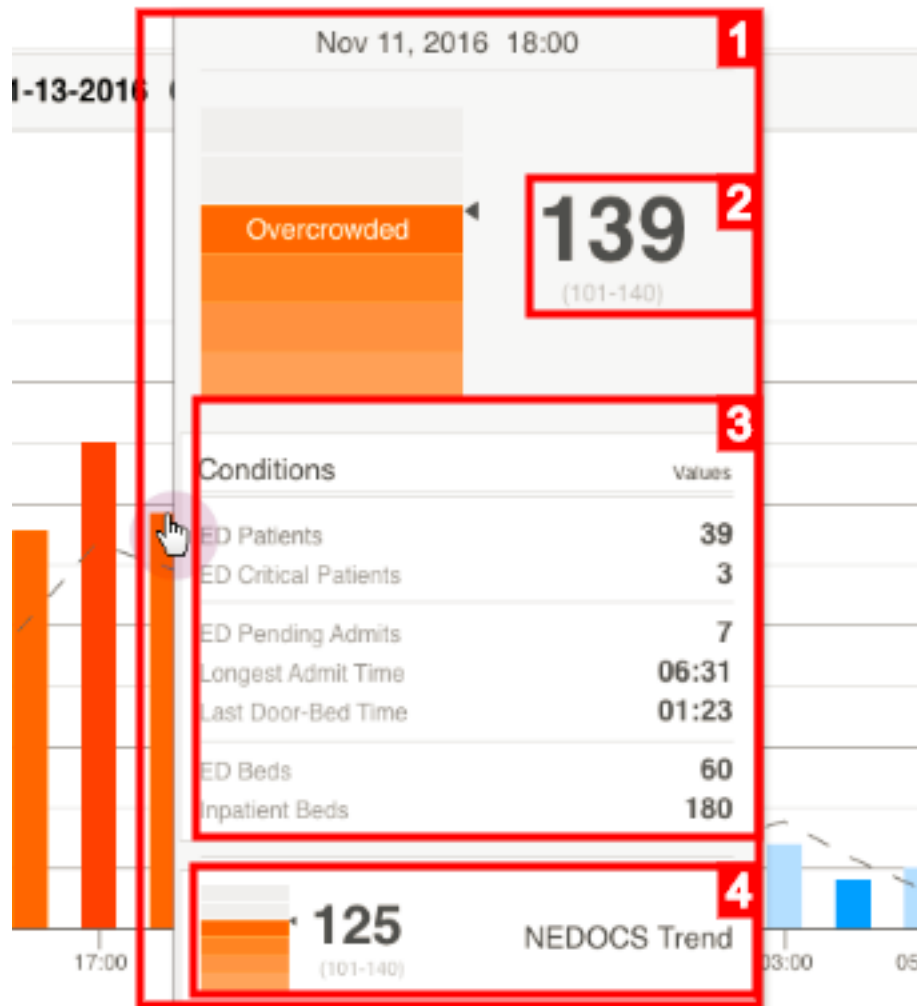 Nov 11, 2016 18:00
1
1-13-2016
2
139
Overcrowded
(101-140)
3
Conditions Values
ED Patients 39
ED Critical Patients 3
ED Pending Admits 7
Longest Admit Time 06:31
Last Door-Bed Time 01:23
ED Beds 60
Inpatient Beds 180
4
125 NEDOCS Trend
(101-140)
17:00 03:00 05